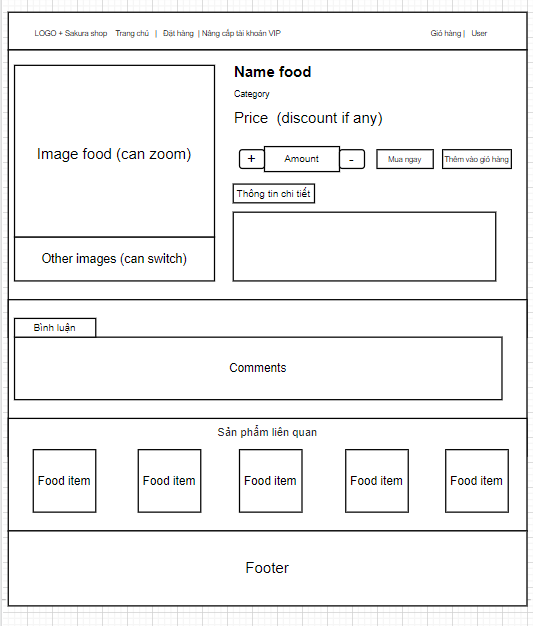 LOGO + Sakura shop Trang chủ | Đặt hàng | Nâng cấp tài khoản VIP Giỏ hàng | User
Name food
Category
Price (discount if any)
Image food (can zoom)
+ Amount - Mua ngay Thêm vào giỏ hàng
Thông tin chi tiết
Other images (can switch)
Bình luận
Comments
Sản phẩm liên quan
Food item Food item Food item Food item Food item
Footer